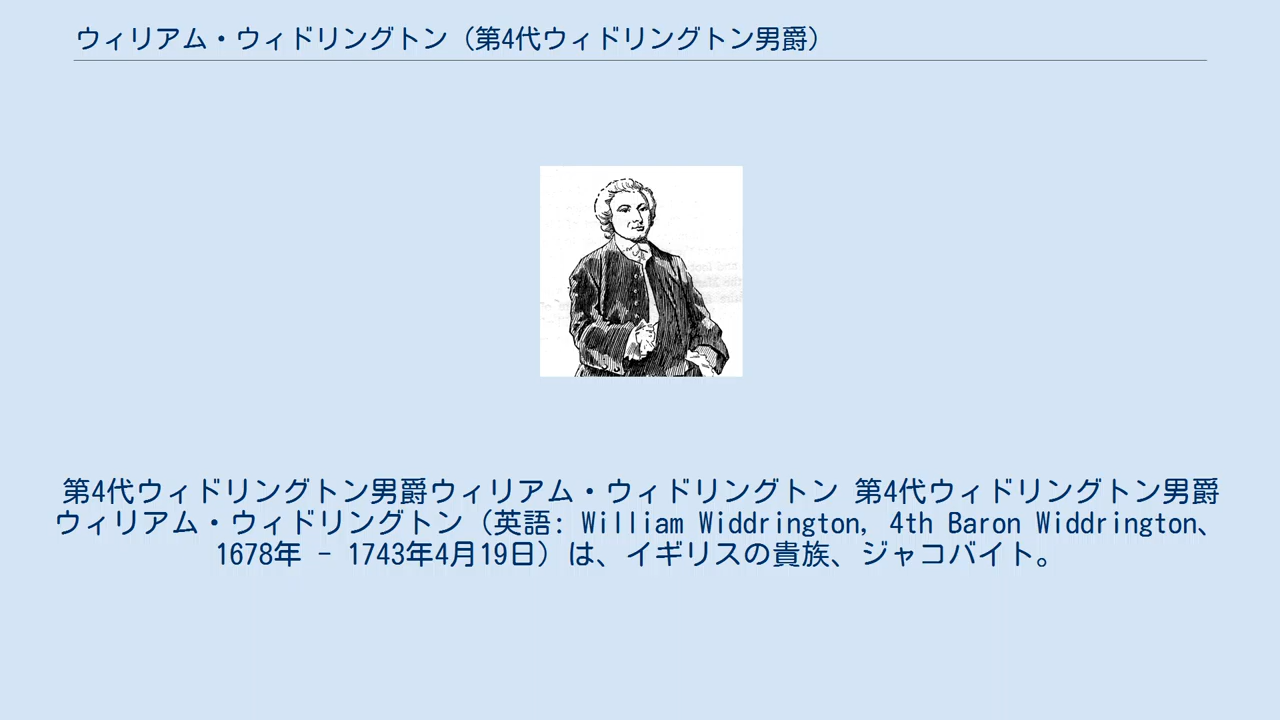 ウィリアム・ウィドリングトン（第4代ウィドリングトン男爵）
第4代ウィドリングトン男爵ウィリアム・ウィドリングトン 第4代ウィドリングトン男爵
ウィリアム・ウィドリングトン（英語: William Widdrington, 4th Baron Widdrington、
1678年 - 1743年4月19日）は、イギリスの貴族、ジャコバイト。